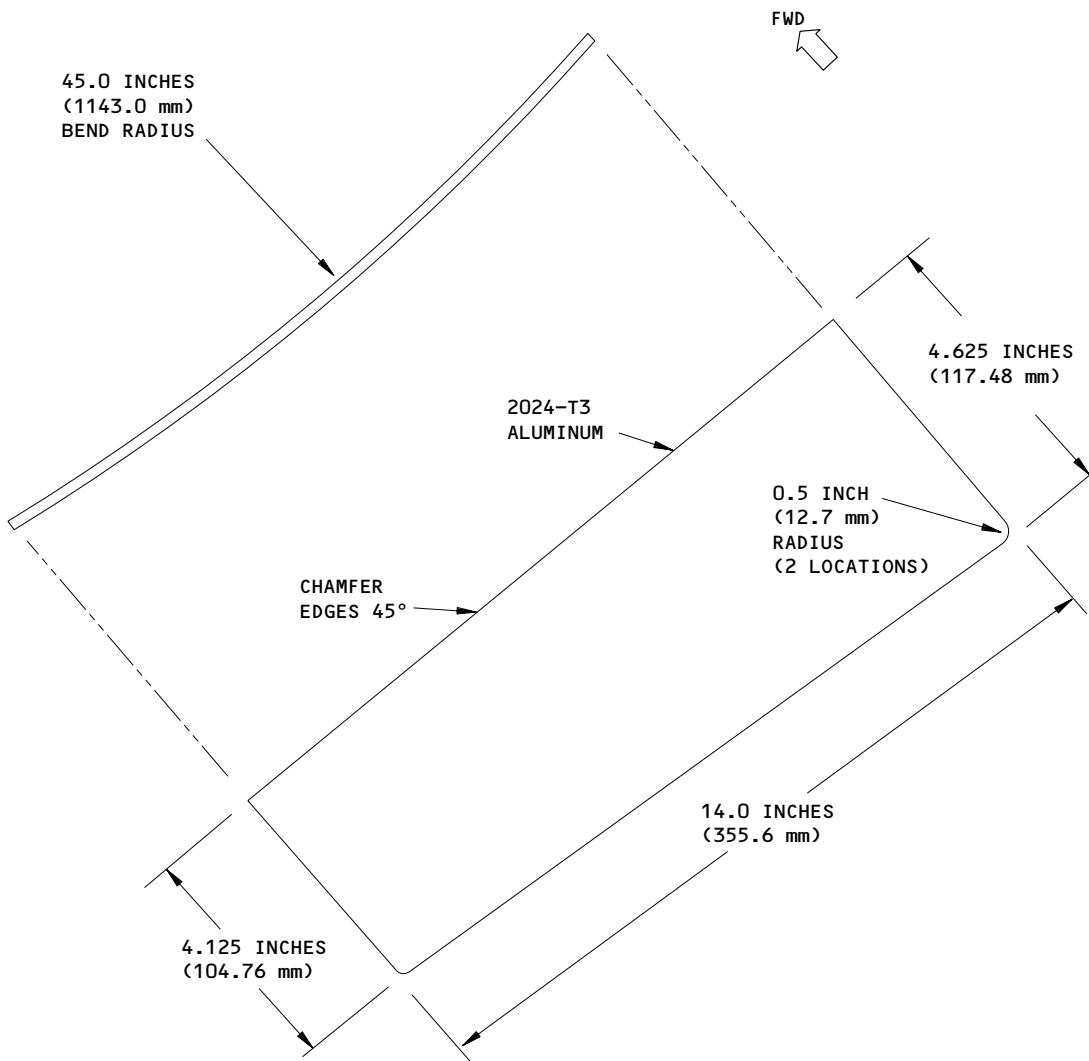 FWD
45.0 INCHES
(1143.0 mm)
BEND RADIUS
4.625 INCHES
(117.48 mm)
2024-T3
ALUMINUM
0.5 INCH
(12.7 mm)
RADIUS
(2 LOCATIONS)
CHAMFER
EDGES 45°
14.0 INCHES
(355.6 mm)
4.125 INCHES
(104.76 mm)